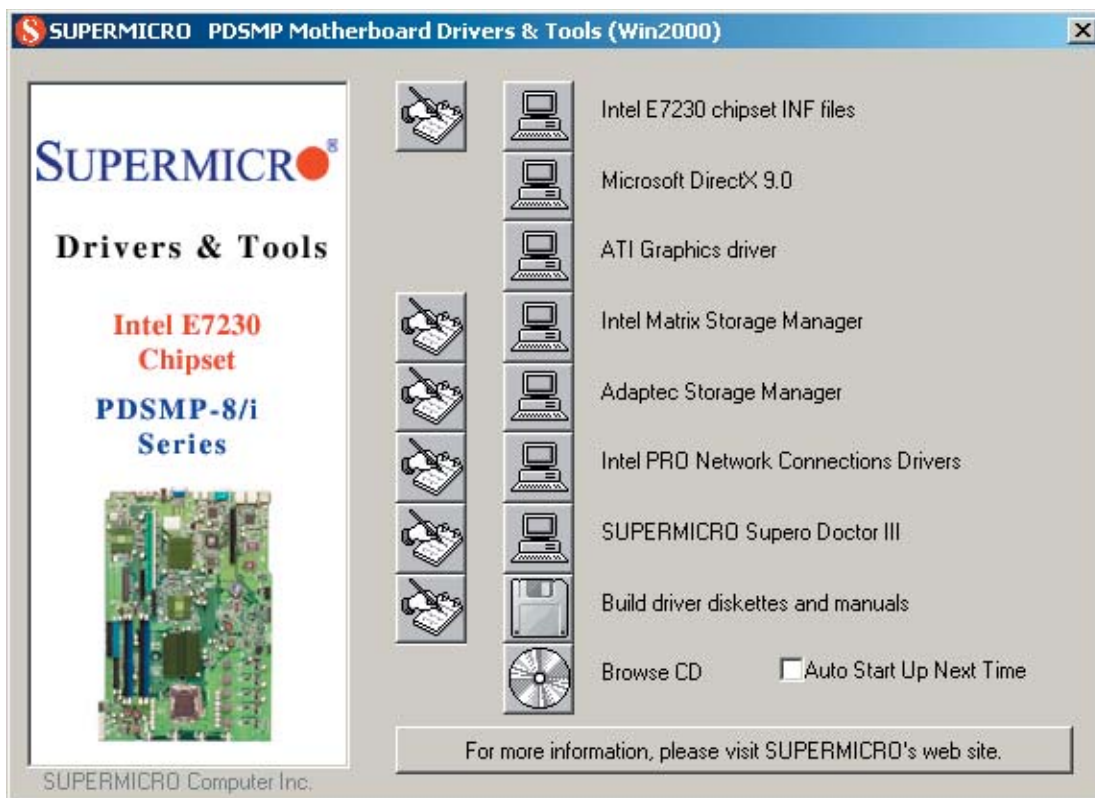 SUPERMICRO PDSMP Motherboard Drivers & Tools (Win2000)
SUPERMICRO®
Drivers & Tools
Intel E7230
Chipset
PDSMP-8/i
Series
SUPERMICRO Computer Inc.
Intel E7230 chipset INF files
Microsoft DirectX 9.0
ATI Graphics driver
Intel Matrix Storage Manager
Adaptec Storage Manager
Intel PRO Network Connections Drivers
SUPERMICRO Supero Doctor III
Build driver diskettes and manuals
Browse CD
Auto Start Up Next Time
For more information, please visit SUPERMICRO's web site.